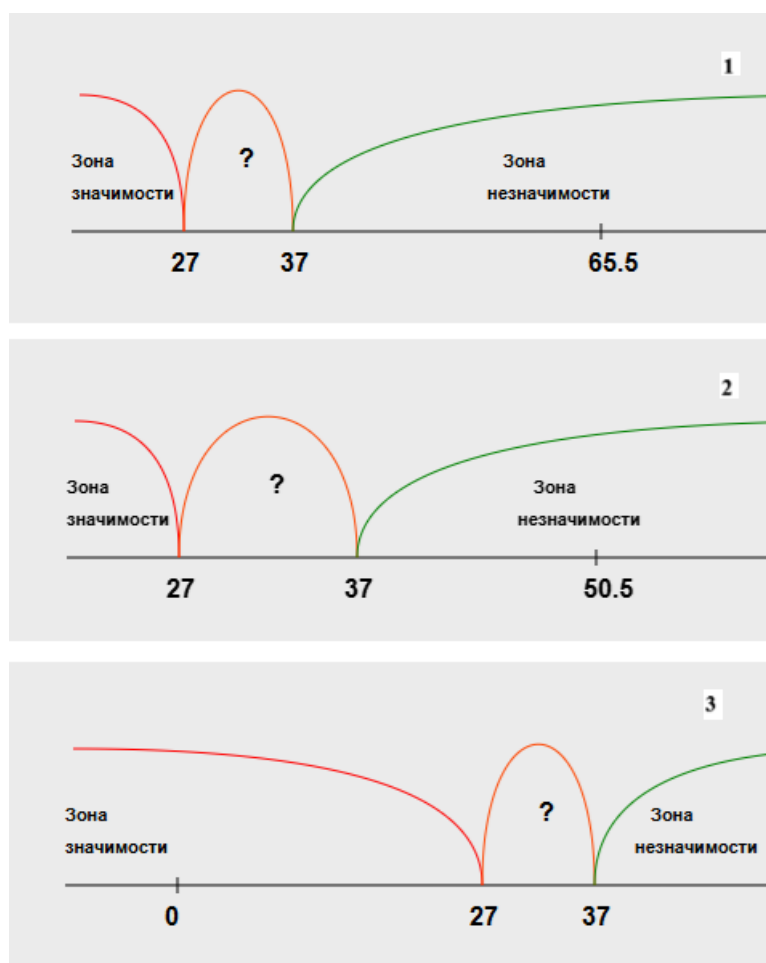 1
?
Зона
значимости
Зона
незначимости
27
37
65.5
2
?
Зона
значимости
Зона
незначимости
27
37
50.5
3
?
Зона
значимости
Зона
незначимости
0
27
37